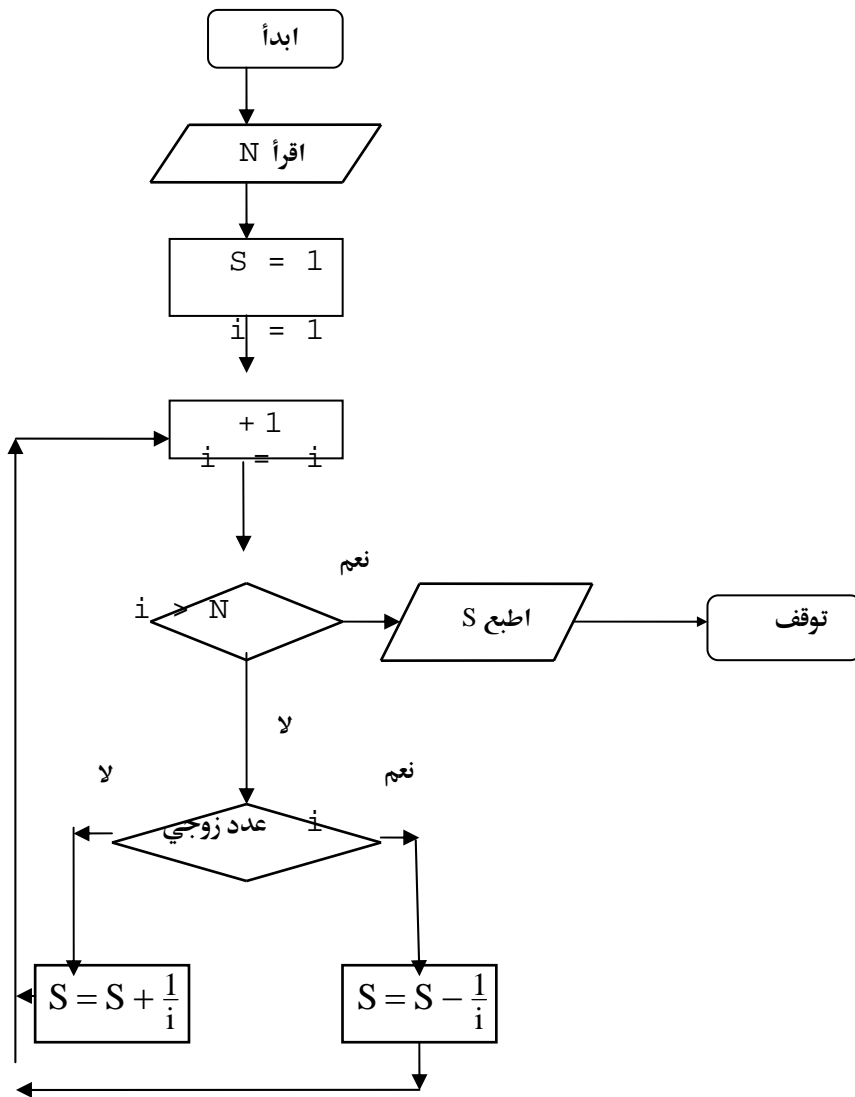 ابدأ
اقرأ N
S = 1
i = 1
+ 1
i = i
نعم
i > N
اطبع S
توقف
لا
لا
نعم
i عدد زوجي
S = S + 1/i
S = S − 1/i